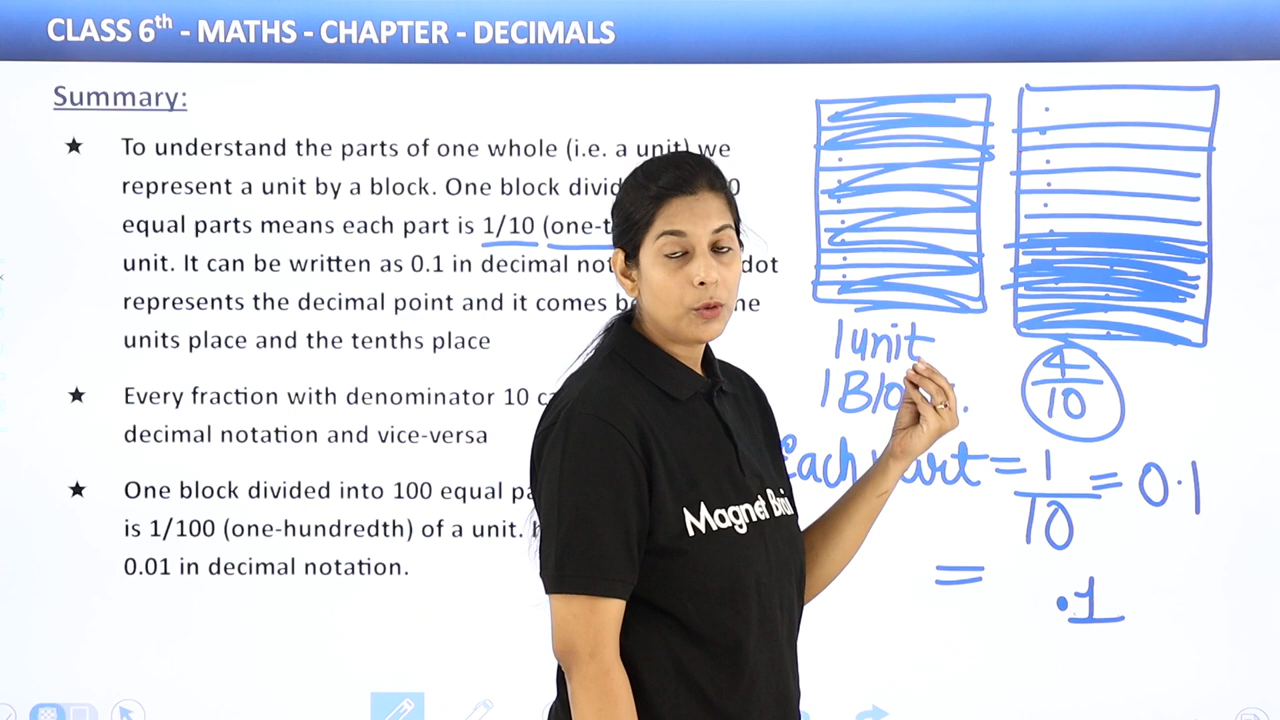 CLASS 6th - MATHS - CHAPTER - DECIMALS
Summary:
★ To understand the parts of one whole (i.e. a unit) we
represent a unit by a block. One block
equal parts means each part is 1/10
unit. It can be written as 0.1 in decimal dot
represents the decimal point and it comes
units place and the tenths place
★ Every fraction with denominator 10
decimal notation and vice-versa
★ One block divided into 100 equal
is 1/100 (one-hundredth) of a unit.
0.01 in decimal notation.
1 unit
1
4/10
= 1/10 = 0.1
= .1
Magnet